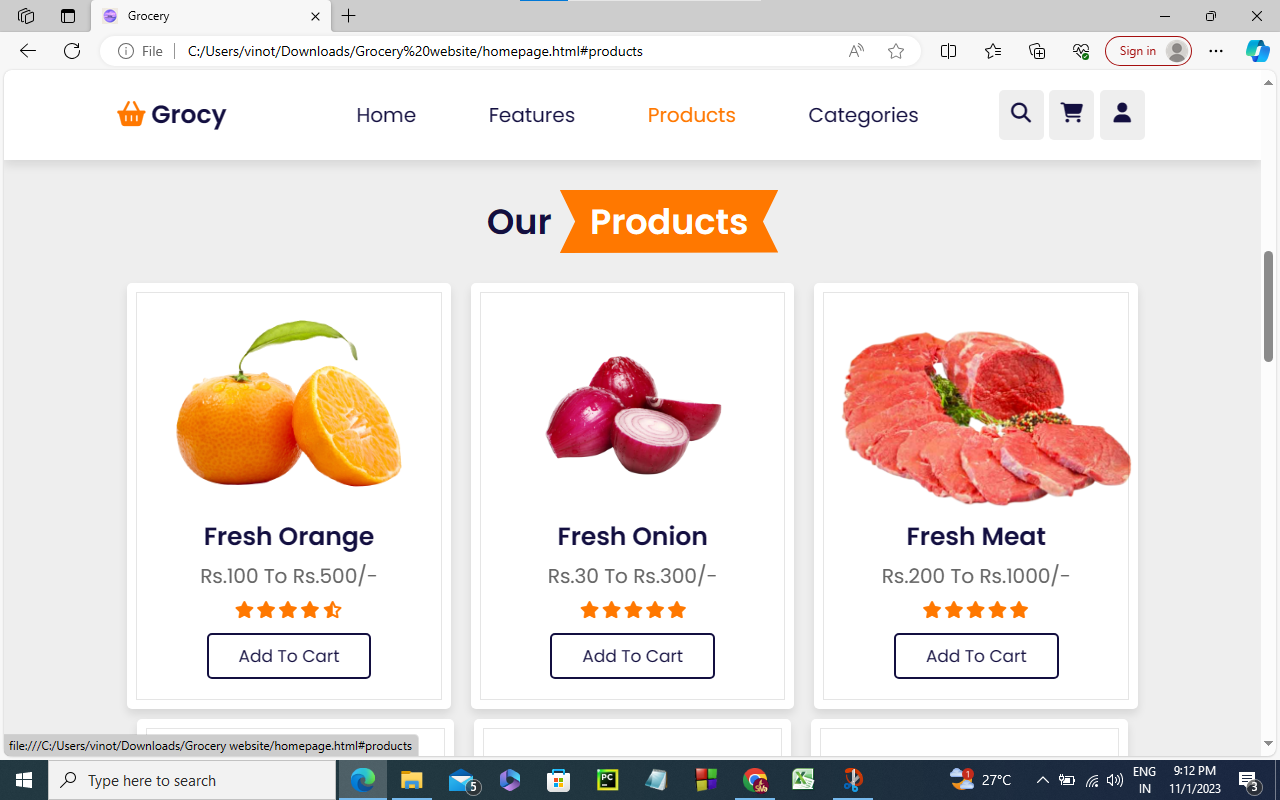 Grocery
File
C:/Users/vinot/Downloads/Grocery%20website/homepage.html#products
Sign in
Grocy
Home
Features
Products
Categories
Our Products
Fresh Orange
Rs.100 To Rs.500/-
Add To Cart
Fresh Onion
Rs.30 To Rs.300/-
Add To Cart
Fresh Meat
Rs.200 To Rs.1000/-
Add To Cart
file:///C:/Users/vinot/Downloads/Grocery website/homepage.html#products
Type here to search
5
PC
1
27°C
ENG
IN
9:12 PM
11/1/2023
3